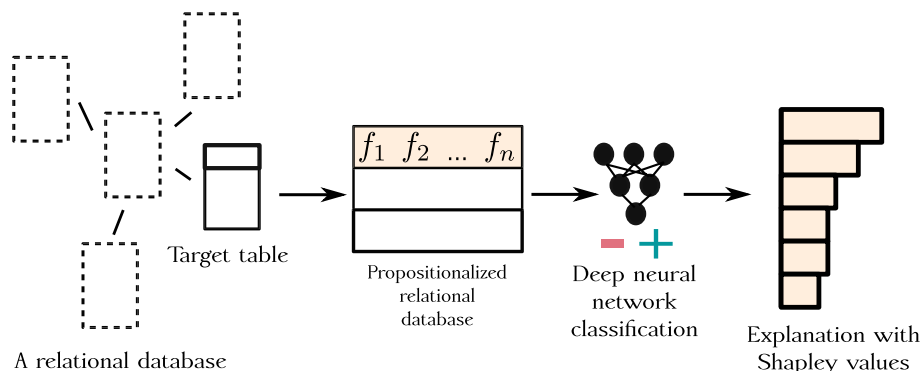 f1 f2 ... fn
Target table
Propositionalized
relational
database
Deep neural
network
classification
A relational database
Explanation with
Shapley values